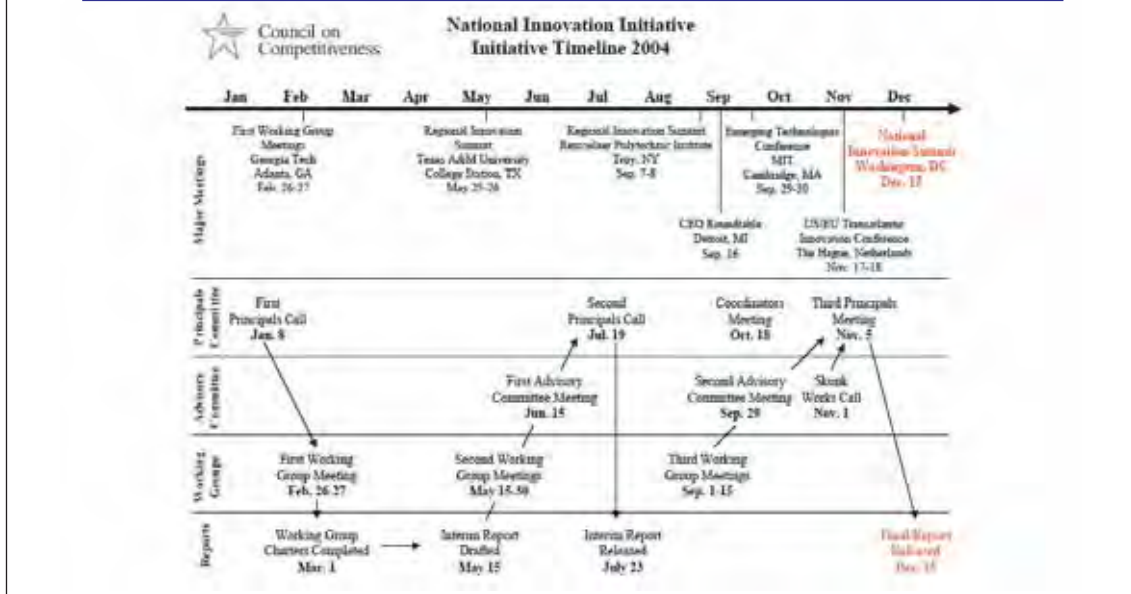 Council on
Competitiveness
National Innovation Initiative
Initiative Timeline 2004
Jan Feb Mar Apr May Jun Jul Aug Sep Oct Nov Dec
Major Meetings
First Working Group
Meetings
Georgia Tech
Atlanta, GA
Feb. 26-27
Regional Innovation
Summit
Texas A&M University
College Station, TX
May 25-26
Regional Innovation Summit
Rensselaer Polytechnic Institute
Troy, NY
Sep. 7-8
Emerging Technologies
Conference
MIT
Cambridge, MA
Sep. 29-30
National
Innovation Summit
Washington, DC
Dec.
CEO Roundtable
Detroit, MI
Sep. 16
US/EU Transatlantic
Innovation Conference
The Hague, Netherlands
Nov. 17-18
Principals
Committee
First
Principals Call
Jan. 8
Second
Principals Call
Jul. 19
Coordinators
Meeting
Oct. 18
Third Principals
Meeting
Nov. 5
Advisory
Committee
First Advisory
Committee Meeting
Jun. 15
Second Advisory
Committee Meeting
Sep. 29
Skunk
Works Call
Nov. 1
Working
Groups
First Working
Group Meeting
Feb. 26-27
Second Working
Group Meetings
May 15-30
Third Working
Group Meetings
Sep. 1-15
Reports
Working Group
Charters Completed
Mar. 1
Interim Report
Drafted
May 15
Interim Report
Released
July 23
Final Report
Released
Dec. 15